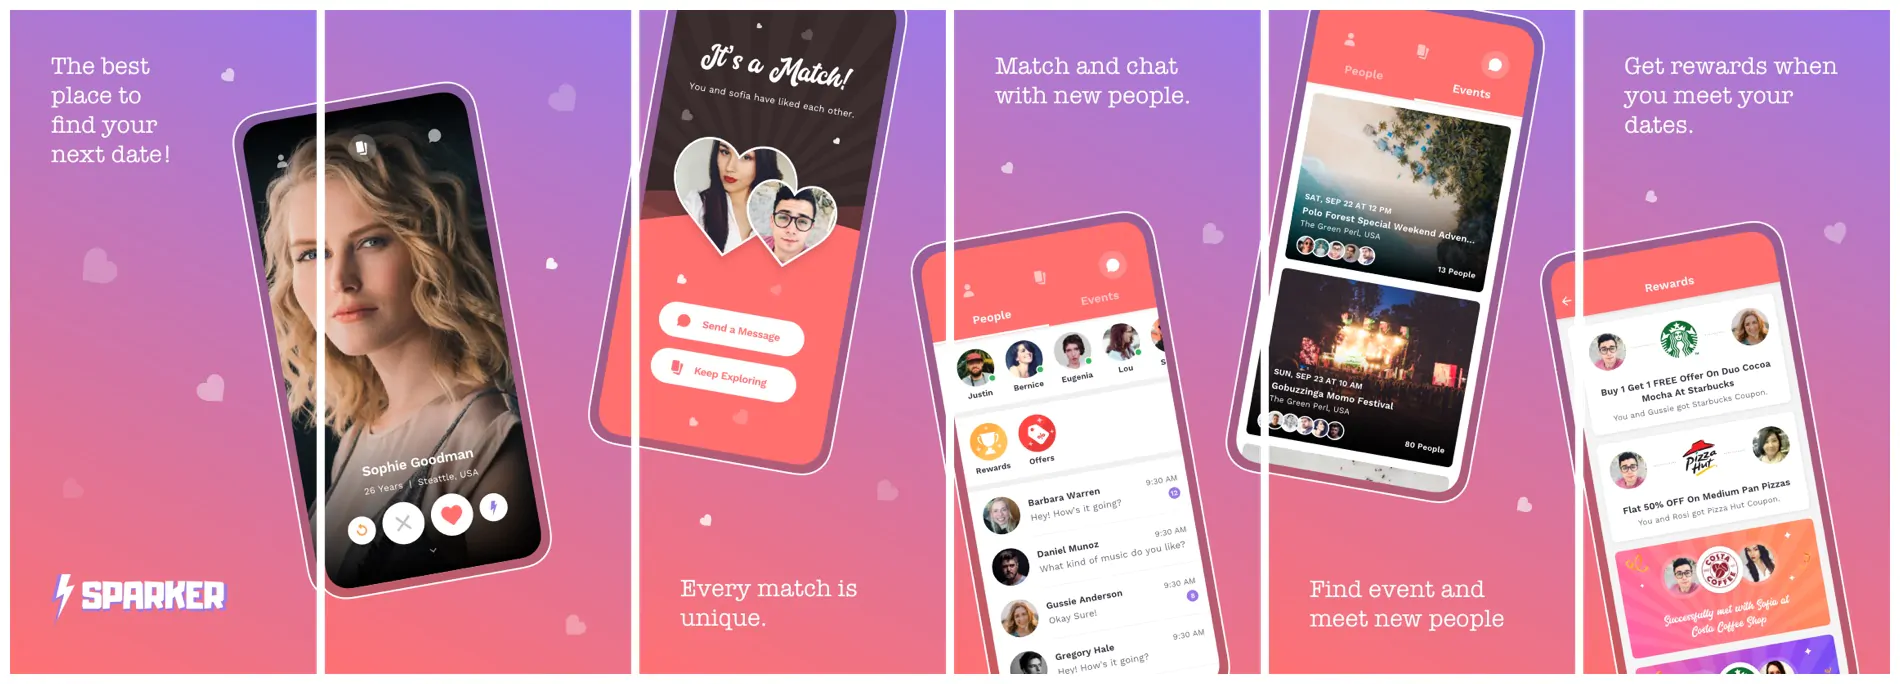 The best
place to
find your
next date!
SPARKER
Sophie Goodman
26 Years | Steattle, USA
It's a Match!
You and sofia have liked each other.
Send a Message
Keep Exploring
Every match is
unique.
Match and chat
with new people.
People
Events
Justin
Bernice
Eugenia
Lou
S
Rewards
Offers
Barbara Warren
9:30 AM
Hey! How's it going?
12
Daniel Munoz
9:30 AM
What kind of music do you like?
Gussie Anderson
9:30 AM
Okay Sure!
8
Gregory Hale
9:30 AM
Hey! How's it going?
People
Events
SAT, SEP 22 AT 12 PM
Polo Forest Special Weekend Adven...
The Green Perl, USA
13 People
SUN, SEP 23 AT 10 AM
Gobuzzinga Momo Festival
The Green Perl, USA
80 People
Find event and
meet new people
Get rewards when
you meet your
dates.
Rewards
Buy 1 Get 1 FREE Offer On Duo Cocoa
Mocha At Starbucks
You and Gussie got Starbucks Coupon.
Pizza
Hut
Flat 50% OFF On Medium Pan Pizzas
You and Rosi got Pizza Hut Coupon.
COSTA
COFFEE
Successfully met with Sofia at
Costa Coffee Shop